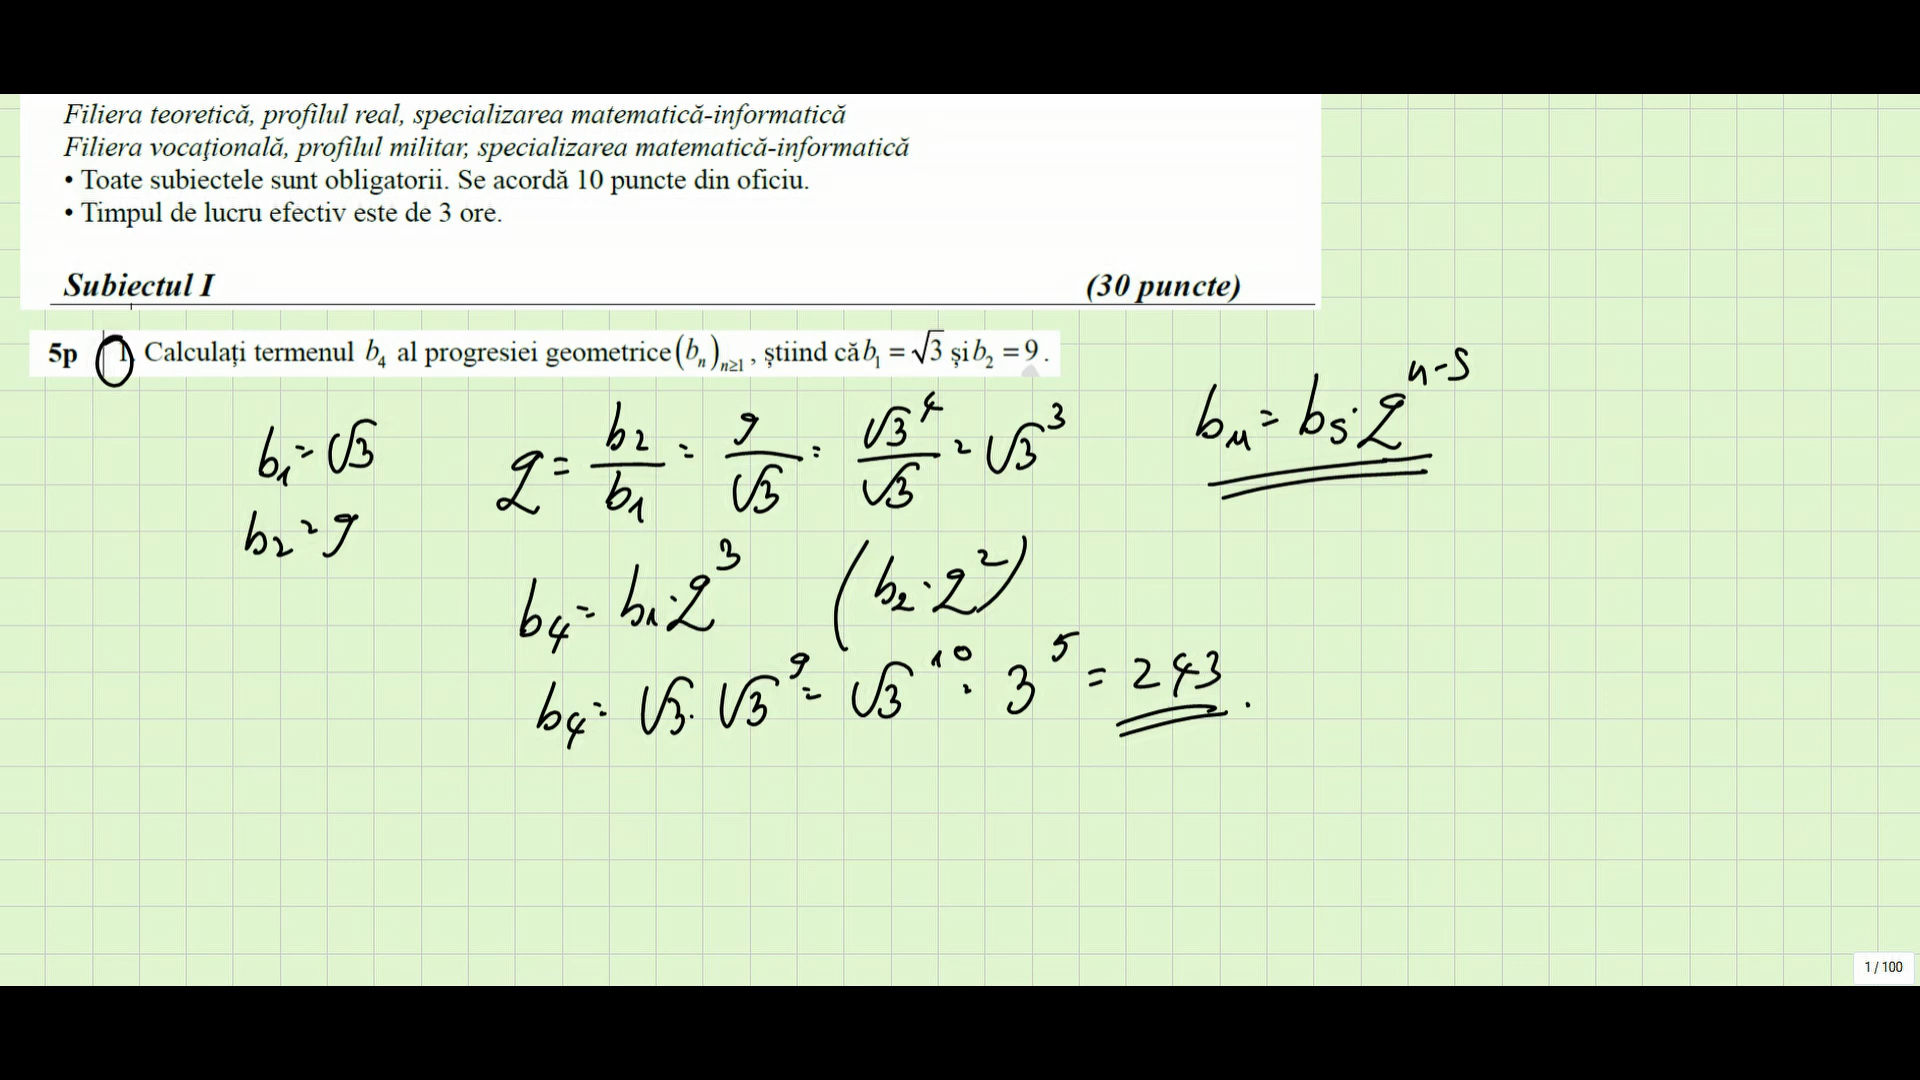 Filiera teoretică, profilul real, specializarea matematică-informatică
Filiera vocaţională, profilul militar, specializarea matematică-informatică
• Toate subiectele sunt obligatorii. Se acordă 10 puncte din oficiu.
• Timpul de lucru efectiv este de 3 ore.
Subiectul I (30 puncte)
5p 1. Calculați termenul b₄ al progresiei geometrice (bₙ)ₙ≥₁, știind că b₁ = √3 și b₂ = 9.
b₁ = √3
b₂ = 9
q = b₂/b₁ = 9/√3 = √3⁴/√3 = √3³
bₙ = bₛ · q^(n-s)
b₄ = b₁ · q³ (b₂ · q²)
b₄ = √3 · √3⁹ = √3¹⁰ = 3⁵ = 243.
1 / 100